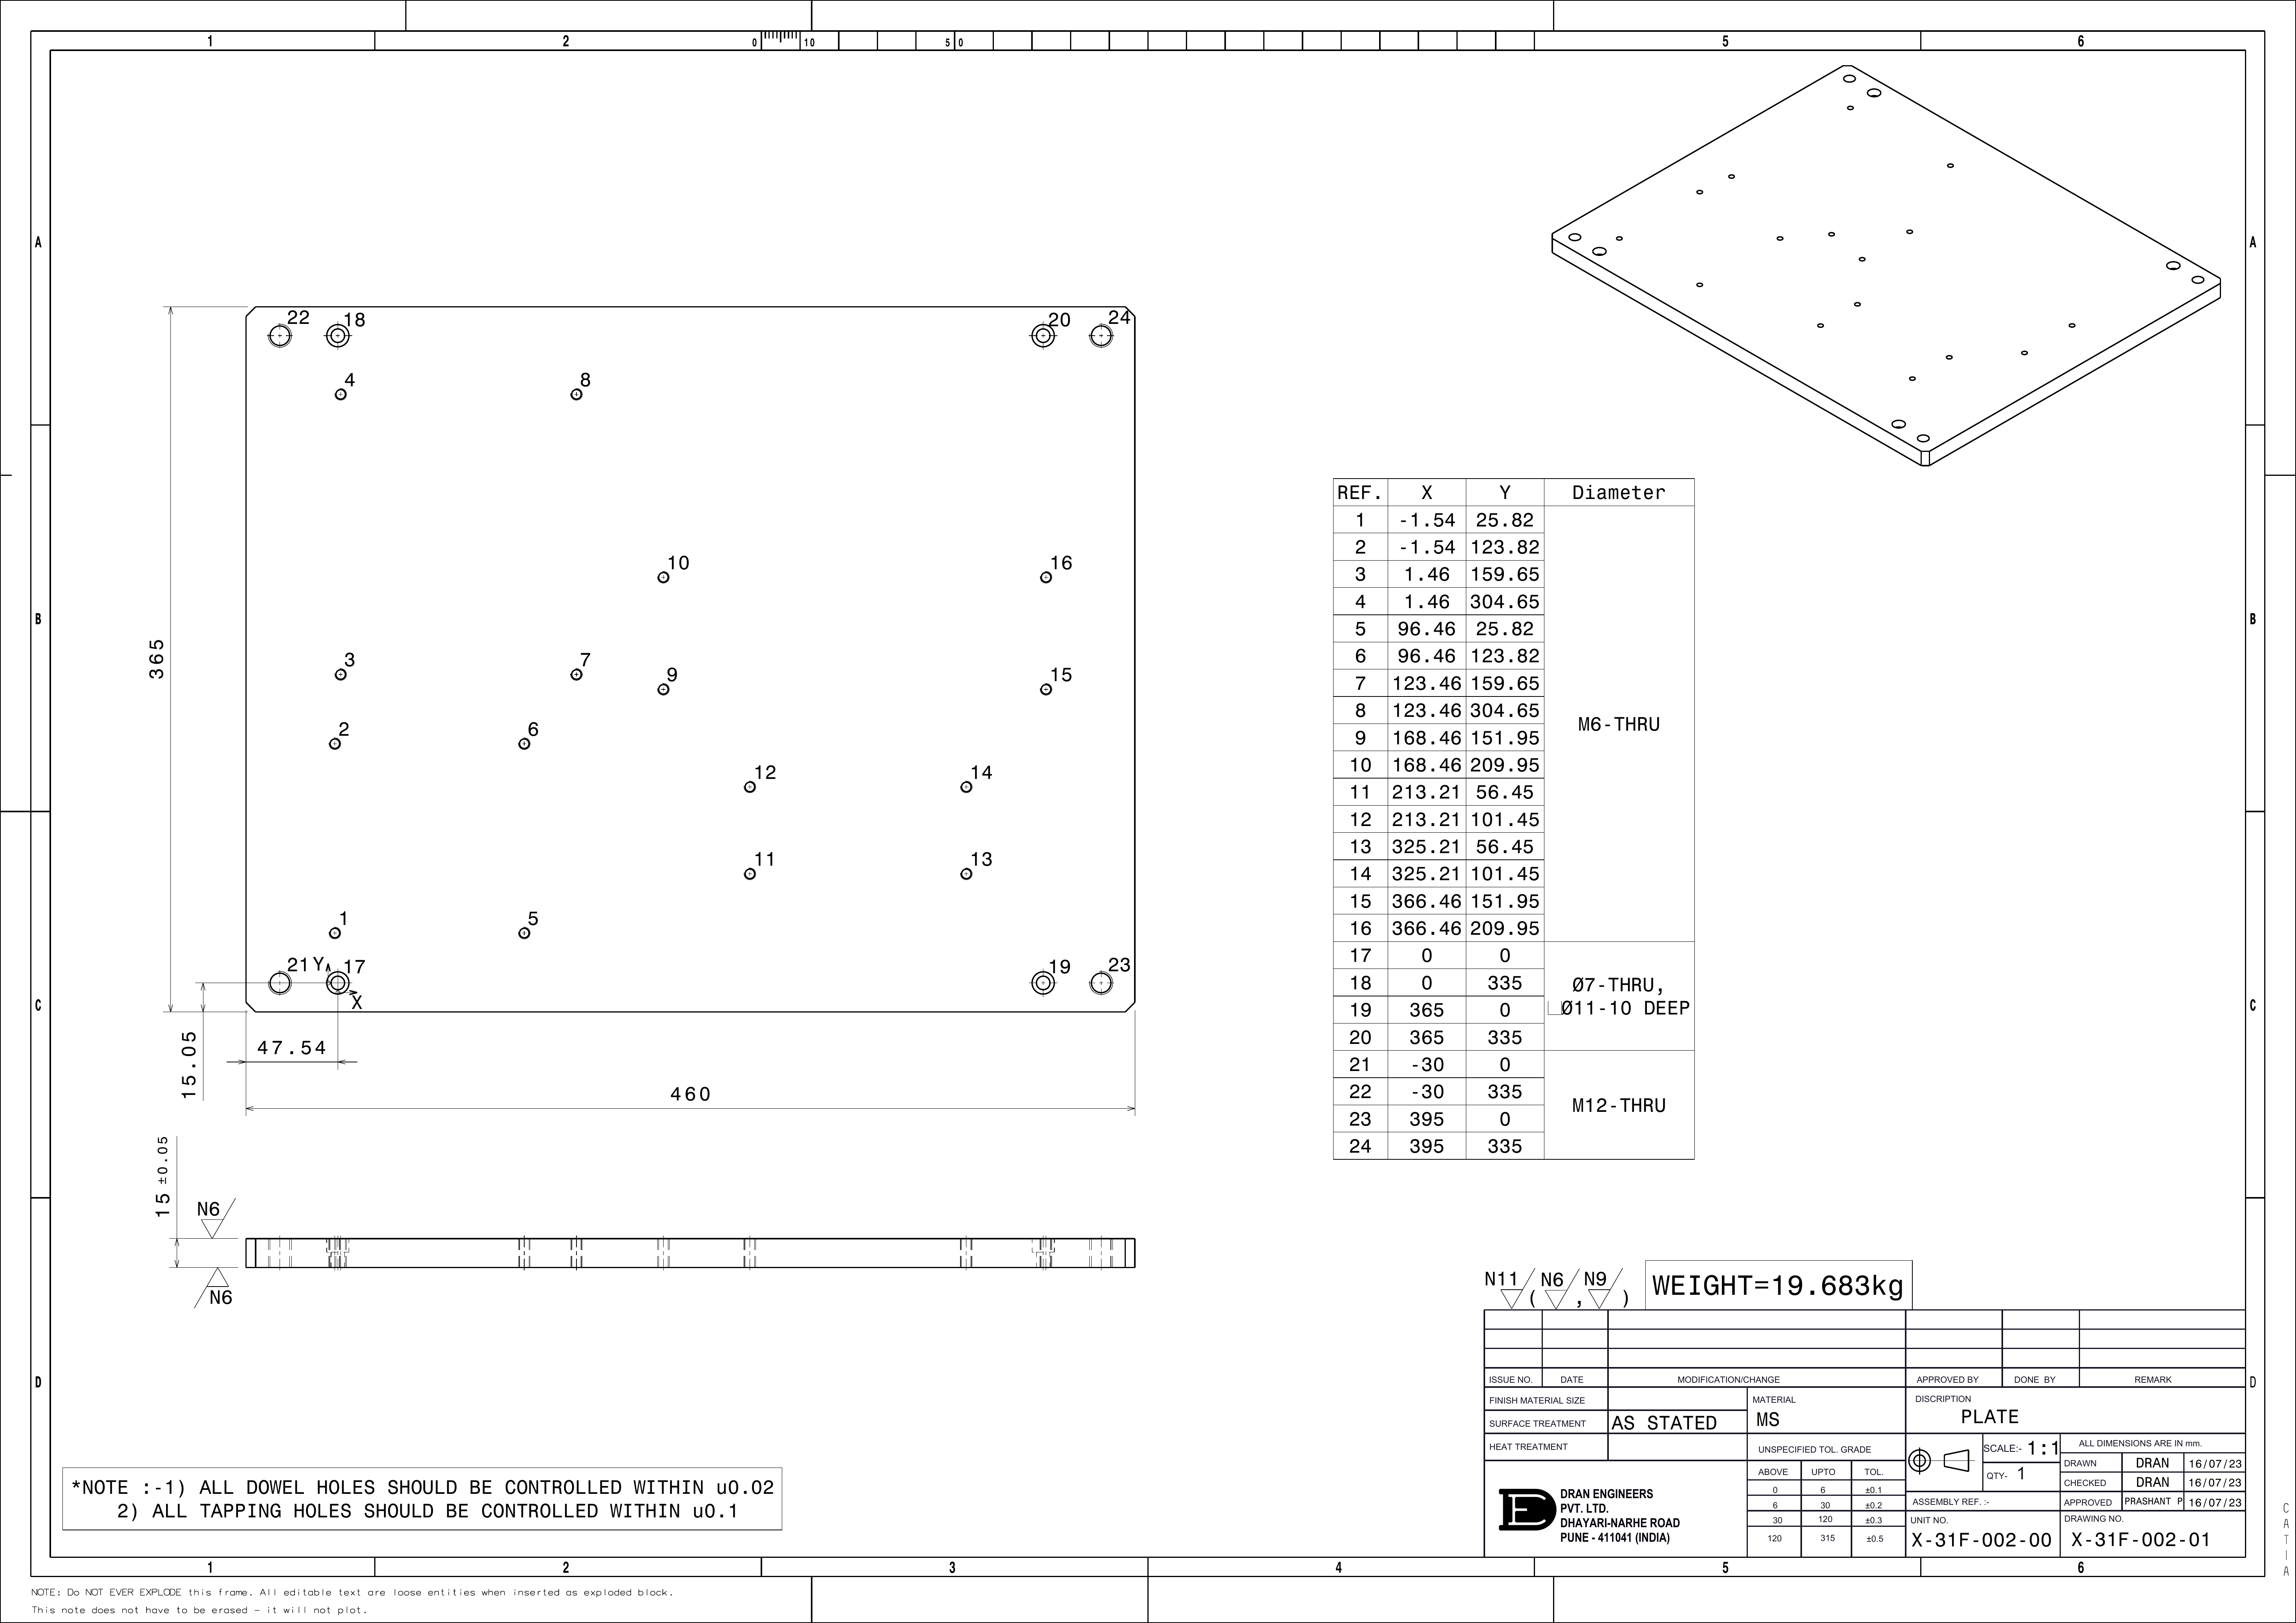 1 2 0 10 50 5 6
A
B
C
D
A
B
C
D
22 18 20 24
4 8
10 16
3 7 9 15
2 6
12 14
11 13
1 5
21 Y 17 19 23
X
365
15.05
47.54
460
15 ±0.05
N6
N6
REF. X Y Diameter
1 -1.54 25.82
2 -1.54 123.82
3 1.46 159.65
4 1.46 304.65
5 96.46 25.82
6 96.46 123.82
7 123.46 159.65
8 123.46 304.65
M6-THRU
9 168.46 151.95
10 168.46 209.95
11 213.21 56.45
12 213.21 101.45
13 325.21 56.45
14 325.21 101.45
15 366.46 151.95
16 366.46 209.95
17 0 0
18 0 335
Ø7-THRU,
⌴Ø11-10 DEEP
19 365 0
20 365 335
21 -30 0
22 -30 335
M12-THRU
23 395 0
24 395 335
N11 ( N6 , N9 )
WEIGHT=19.683kg
ISSUE NO. DATE MODIFICATION/CHANGE APPROVED BY DONE BY REMARK
FINISH MATERIAL SIZE
SURFACE TREATMENT AS STATED
HEAT TREATMENT
MATERIAL
MS
UNSPECIFIED TOL. GRADE
ABOVE UPTO TOL.
0 6 ±0.1
6 30 ±0.2
30 120 ±0.3
120 315 ±0.5
DISCRIPTION
PLATE
SCALE:- 1:1
QTY- 1
ALL DIMENSIONS ARE IN mm.
DRAWN DRAN 16/07/23
CHECKED DRAN 16/07/23
APPROVED PRASHANT P 16/07/23
ASSEMBLY REF. :-
UNIT NO.
X-31F-002-00
DRAWING NO.
X-31F-002-01
DE
DRAN ENGINEERS
PVT. LTD.
DHAYARI-NARHE ROAD
PUNE - 411041 (INDIA)
*NOTE :-1) ALL DOWEL HOLES SHOULD BE CONTROLLED WITHIN u0.02
2) ALL TAPPING HOLES SHOULD BE CONTROLLED WITHIN u0.1
1 2 3 4 5 6
CATIA
NOTE: Do NOT EVER EXPLODE this frame. All editable text are loose entities when inserted as exploded block.
This note does not have to be erased - it will not plot.